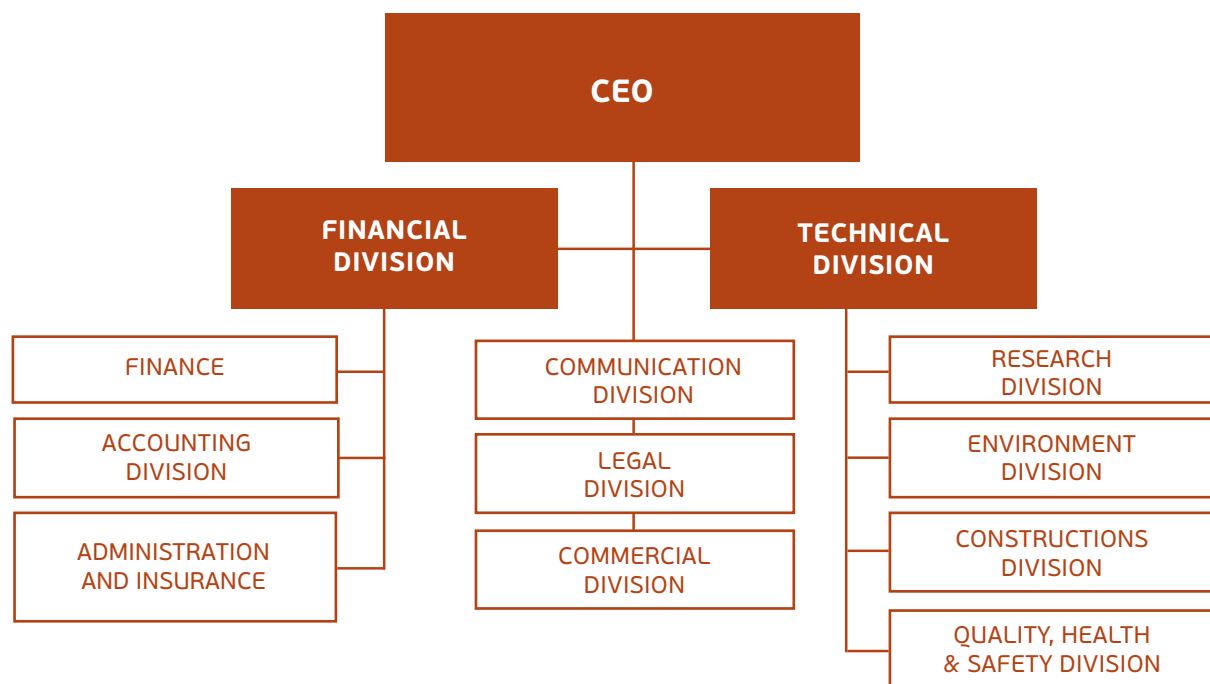 CEO
FINANCIAL
DIVISION
TECHNICAL
DIVISION
FINANCE
ACCOUNTING
DIVISION
ADMINISTRATION
AND INSURANCE
COMMUNICATION
DIVISION
LEGAL
DIVISION
COMMERCIAL
DIVISION
RESEARCH
DIVISION
ENVIRONMENT
DIVISION
CONSTRUCTIONS
DIVISION
QUALITY, HEALTH
& SAFETY DIVISION